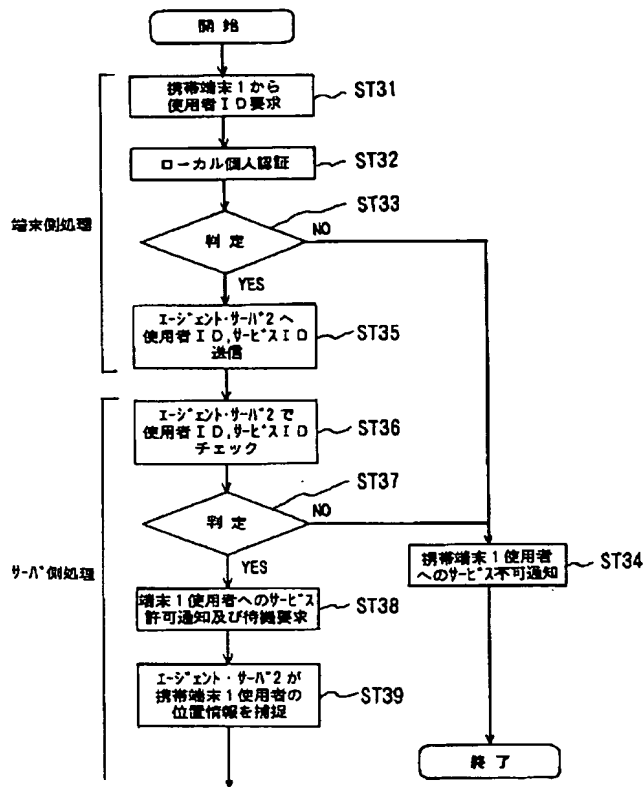 開始
携帯端末1から
使用者ID要求
ST31
ローカル個人認証
ST32
ST33
判定
NO
YES
端末側処理
エージェント・サーバ2へ
使用者ID,サービスID
送信
ST35
エージェント・サーバ2で
使用者ID,サービスID
チェック
ST36
ST37
判定
NO
YES
サーバ側処理
携帯端末1使用者
へのサービス不可通知
ST34
端末1使用者へのサービス
許可通知及び待機要求
ST38
エージェント・サーバ2が
携帯端末1使用者の
位置情報を捕捉
ST39
終了